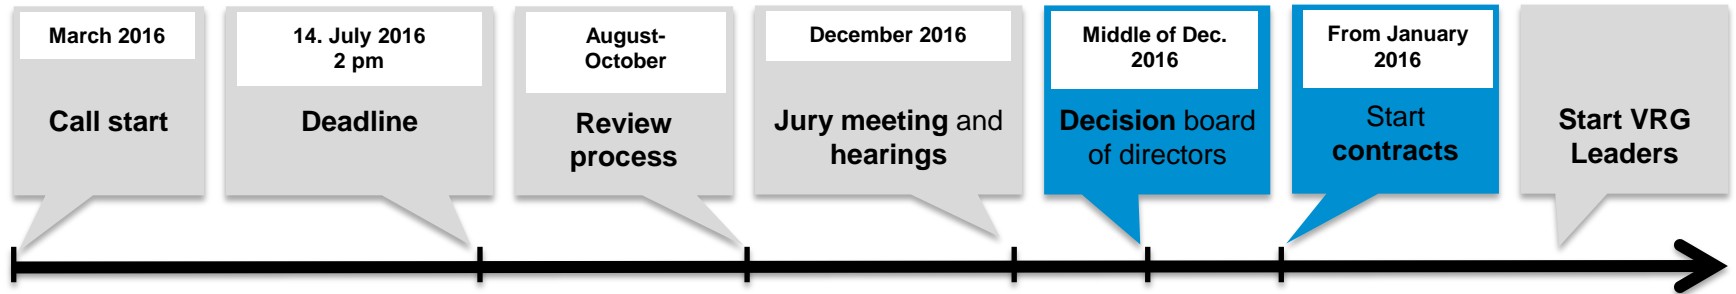 March 2016
Call start
14. July 2016
2 pm
Deadline
August-
October
Review
process
December 2016
Jury meeting and
hearings
Middle of Dec.
2016
Decision board
of directors
From January
2016
Start
contracts
Start VRG
Leaders